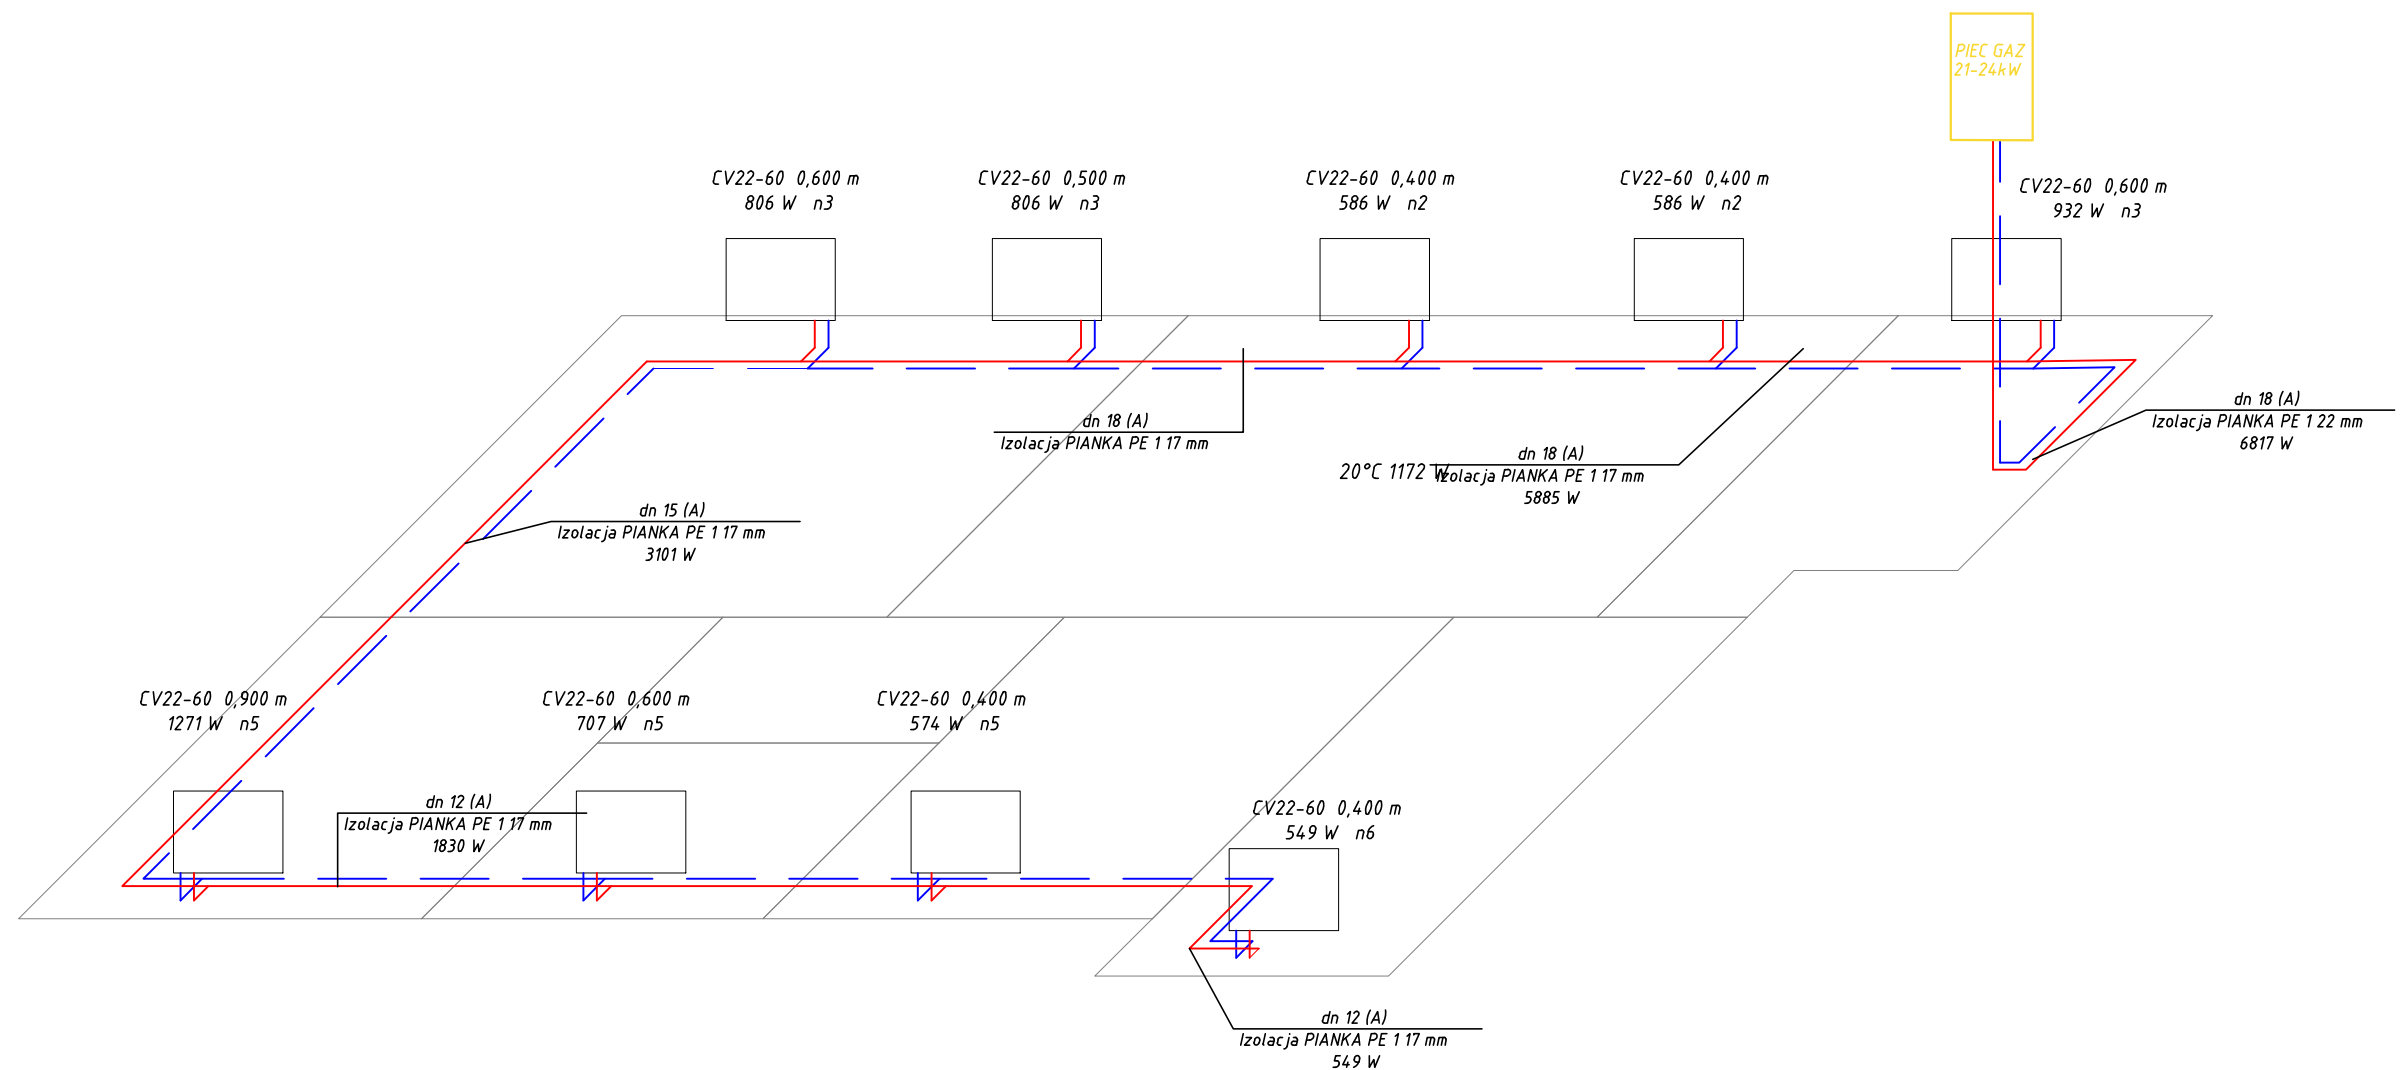 PIEC GAZ
21-24kW
CV22-60  0,600 m
806 W   n3
CV22-60  0,500 m
806 W   n3
CV22-60  0,400 m
586 W   n2
CV22-60  0,400 m
586 W   n2
CV22-60  0,600 m
932 W   n3
dn 18 (A)
Izolacja PIANKA PE 1 22 mm
6817 W
dn 18 (A)
Izolacja PIANKA PE 1 17 mm
20°C 1172 W
dn 18 (A)
Izolacja PIANKA PE 1 17 mm
5885 W
dn 15 (A)
Izolacja PIANKA PE 1 17 mm
3101 W
CV22-60  0,900 m
1271 W   n5
CV22-60  0,600 m
707 W   n5
CV22-60  0,400 m
574 W   n5
dn 12 (A)
Izolacja PIANKA PE 1 17 mm
1830 W
CV22-60  0,400 m
549 W   n6
dn 12 (A)
Izolacja PIANKA PE 1 17 mm
549 W